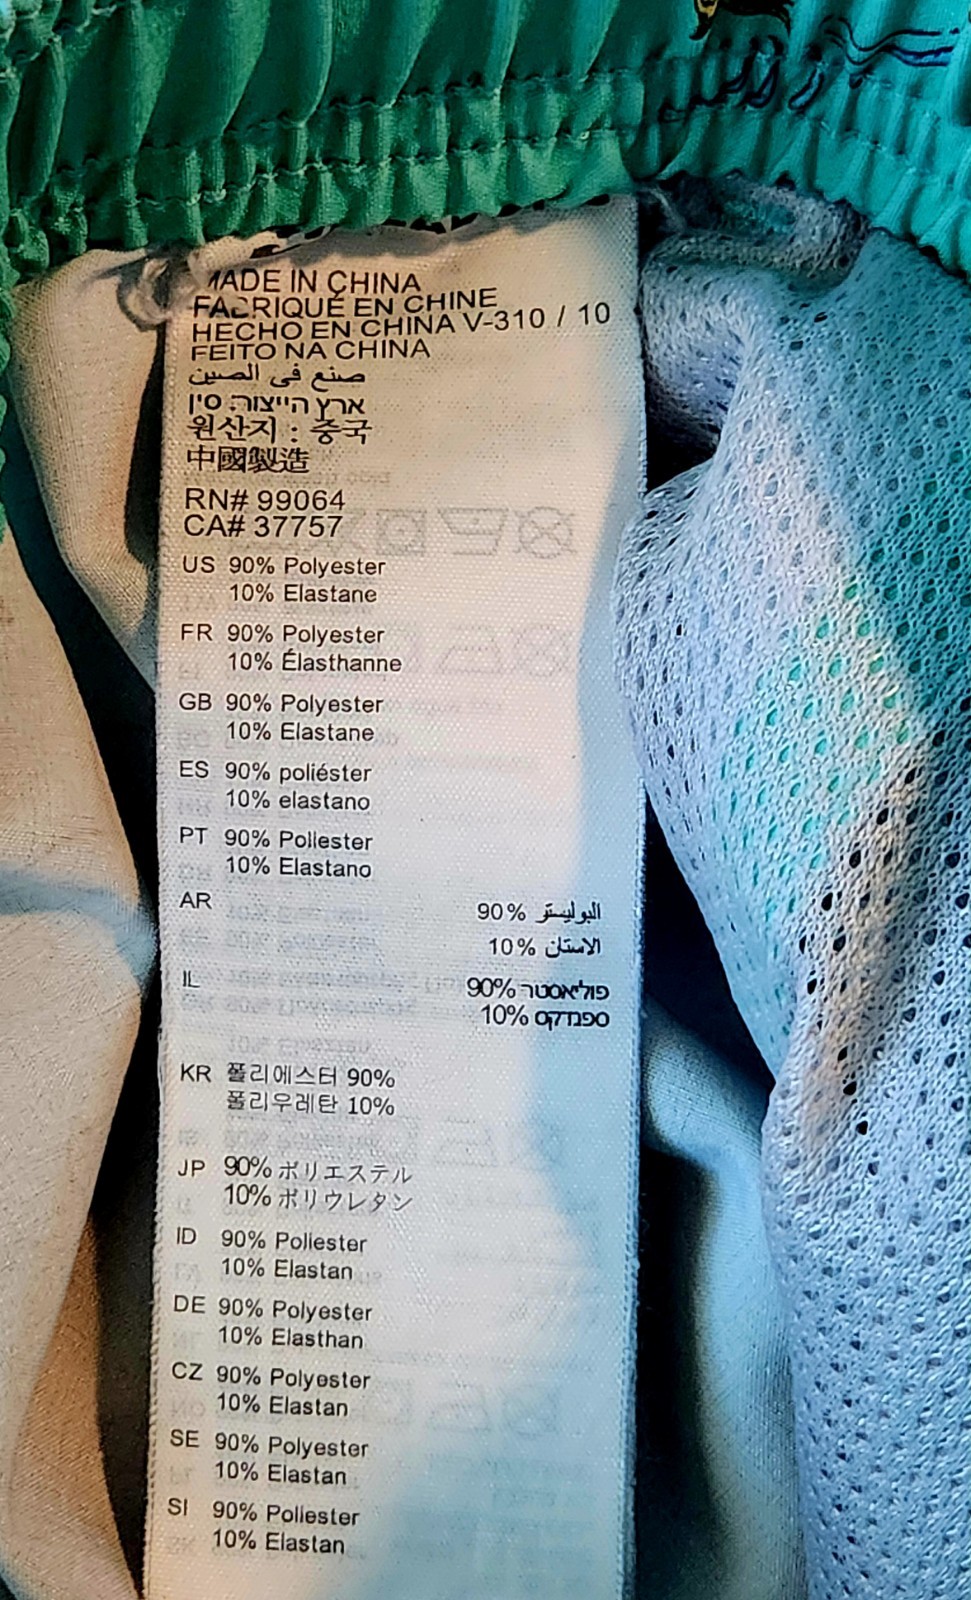 MADE IN CHINA
FABRIQUÉ EN CHINE
HECHO EN CHINA V-310 / 10
FEITO NA CHINA
صنع في الصين
ארץ הייצור: סין
원산지 : 중국
中國製造
RN# 99064
CA# 37757
US 90% Polyester
10% Elastane
FR 90% Polyester
10% Élasthanne
GB 90% Polyester
10% Elastane
ES 90% poliéster
10% elastano
PT 90% Poliester
10% Elastano
AR 90% البوليستر
10% الاستان
IL 90% פוליאסטר
10% ספנדקס
KR 폴리에스터 90%
폴리우레탄 10%
JP 90% ポリエステル
10% ポリウレタン
ID 90% Poliester
10% Elastan
DE 90% Polyester
10% Elasthan
CZ 90% Polyester
10% Elastan
SE 90% Polyester
10% Elastan
SI 90% Poliester
10% Elastan